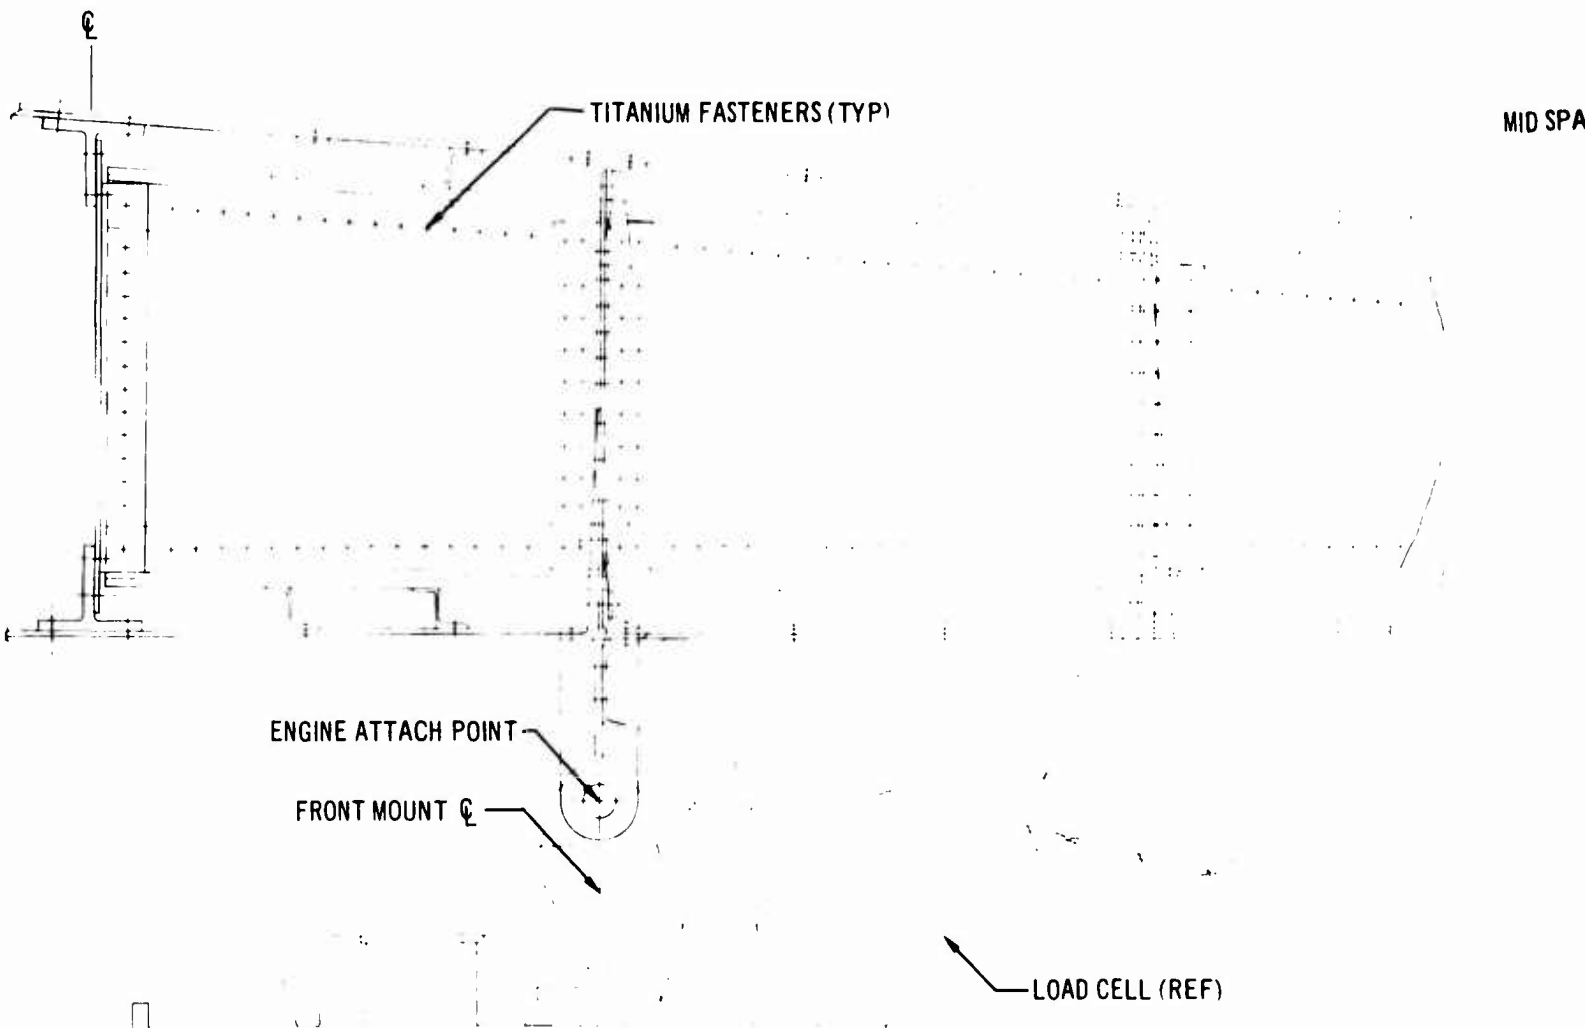 ℄
TITANIUM FASTENERS (TYP)
MID SPA
ENGINE ATTACH POINT
FRONT MOUNT ℄
LOAD CELL (REF)